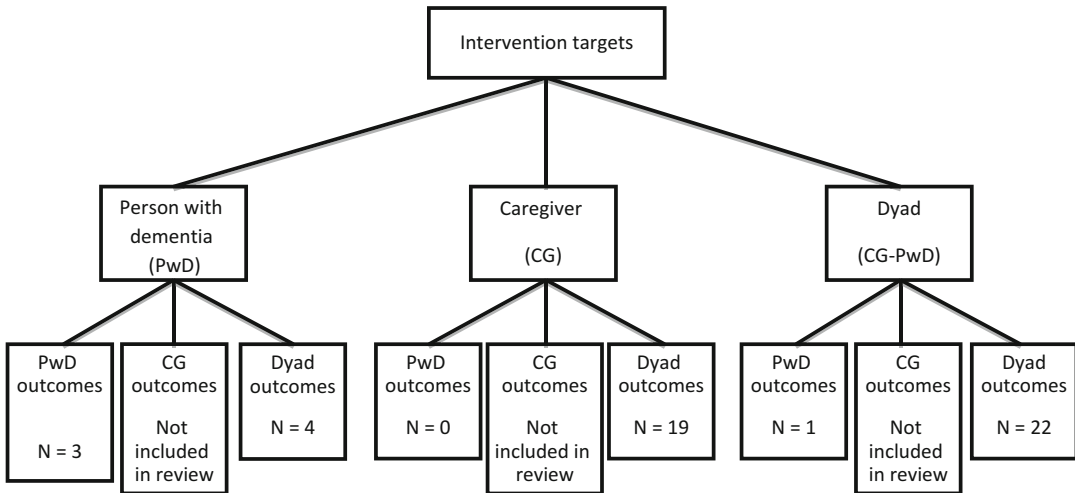 Intervention targets
Person with
dementia
(PwD)
Caregiver
(CG)
Dyad
(CG-PwD)
PwD
outcomes
N = 3
CG
outcomes
Not
included
in review
Dyad
outcomes
N = 4
PwD
outcomes
N = 0
CG
outcomes
Not
included in
review
Dyad
outcomes
N = 19
PwD
outcomes
N = 1
CG
outcomes
Not
included
in review
Dyad
outcomes
N = 22